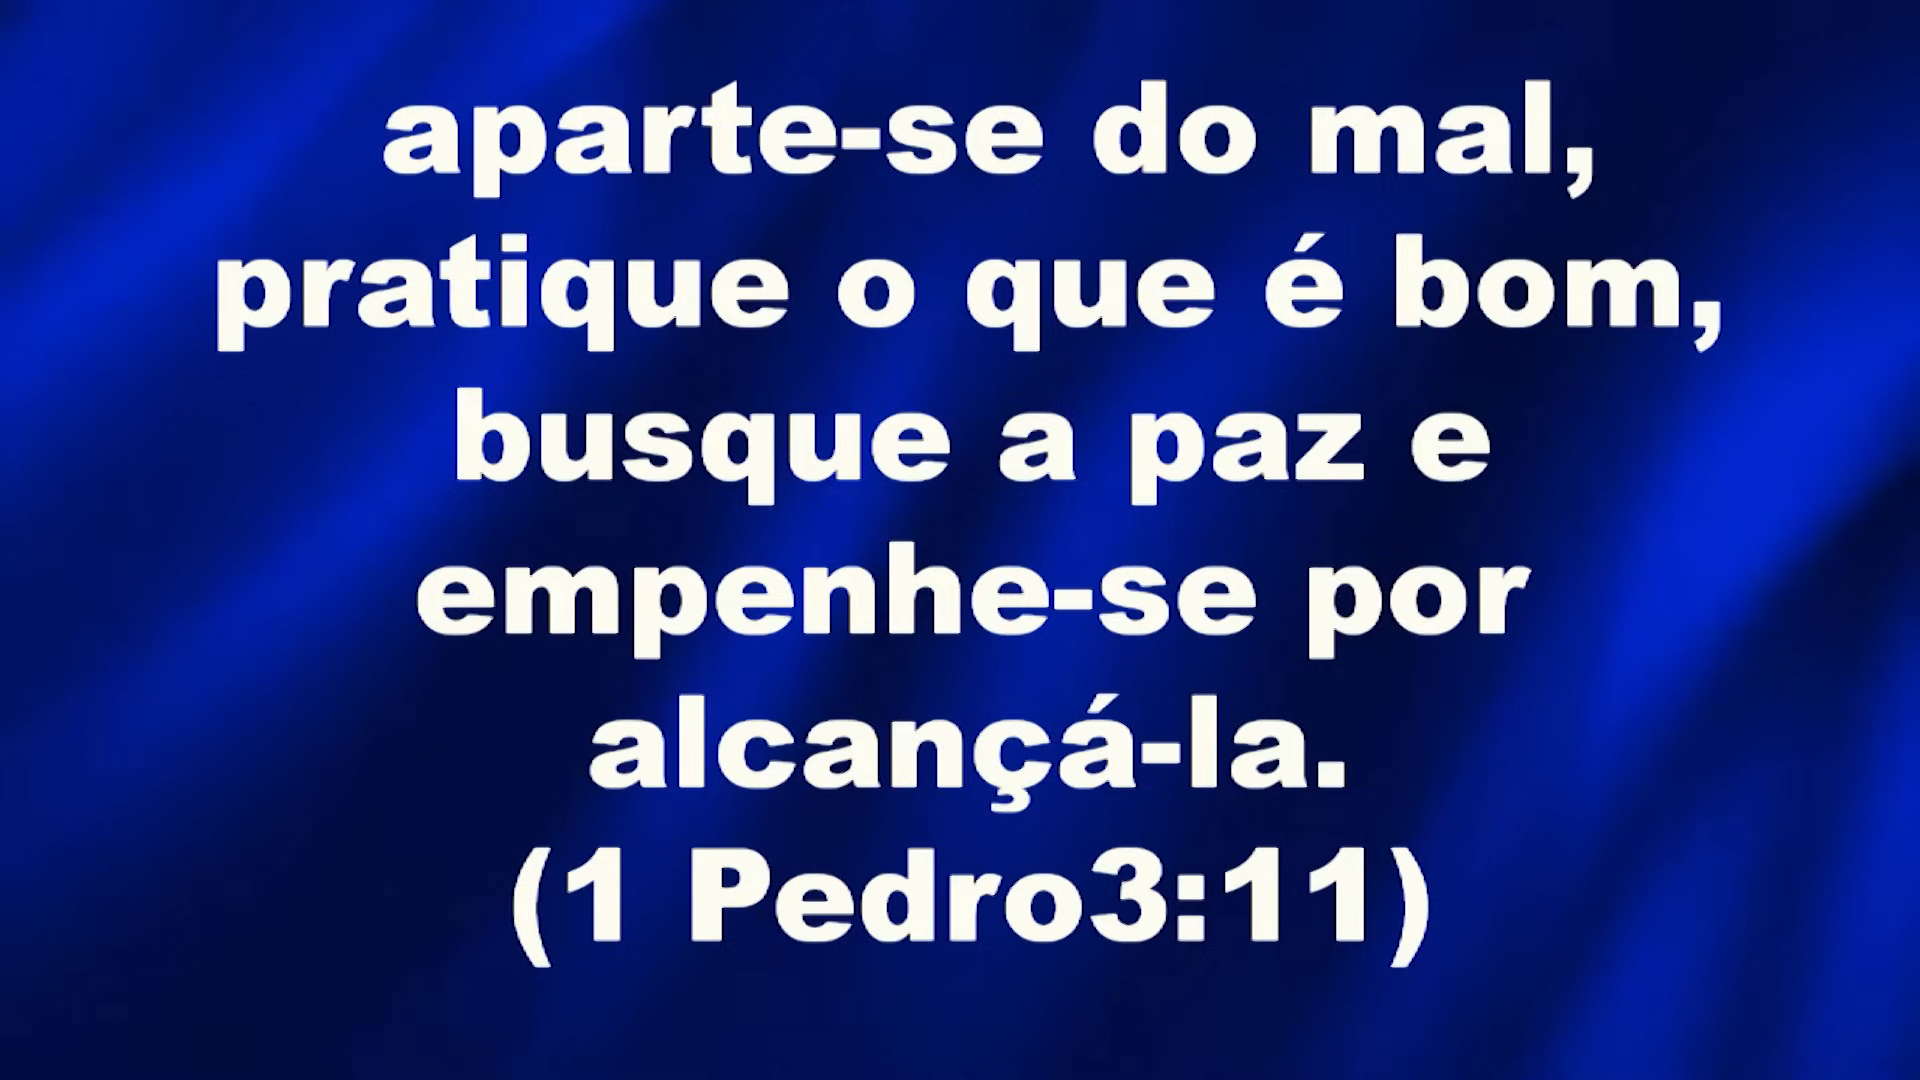 aparte-se do mal,
pratique o que é bom,
busque a paz e
empenhe-se por
alcançá-la.
(1 Pedro3:11)